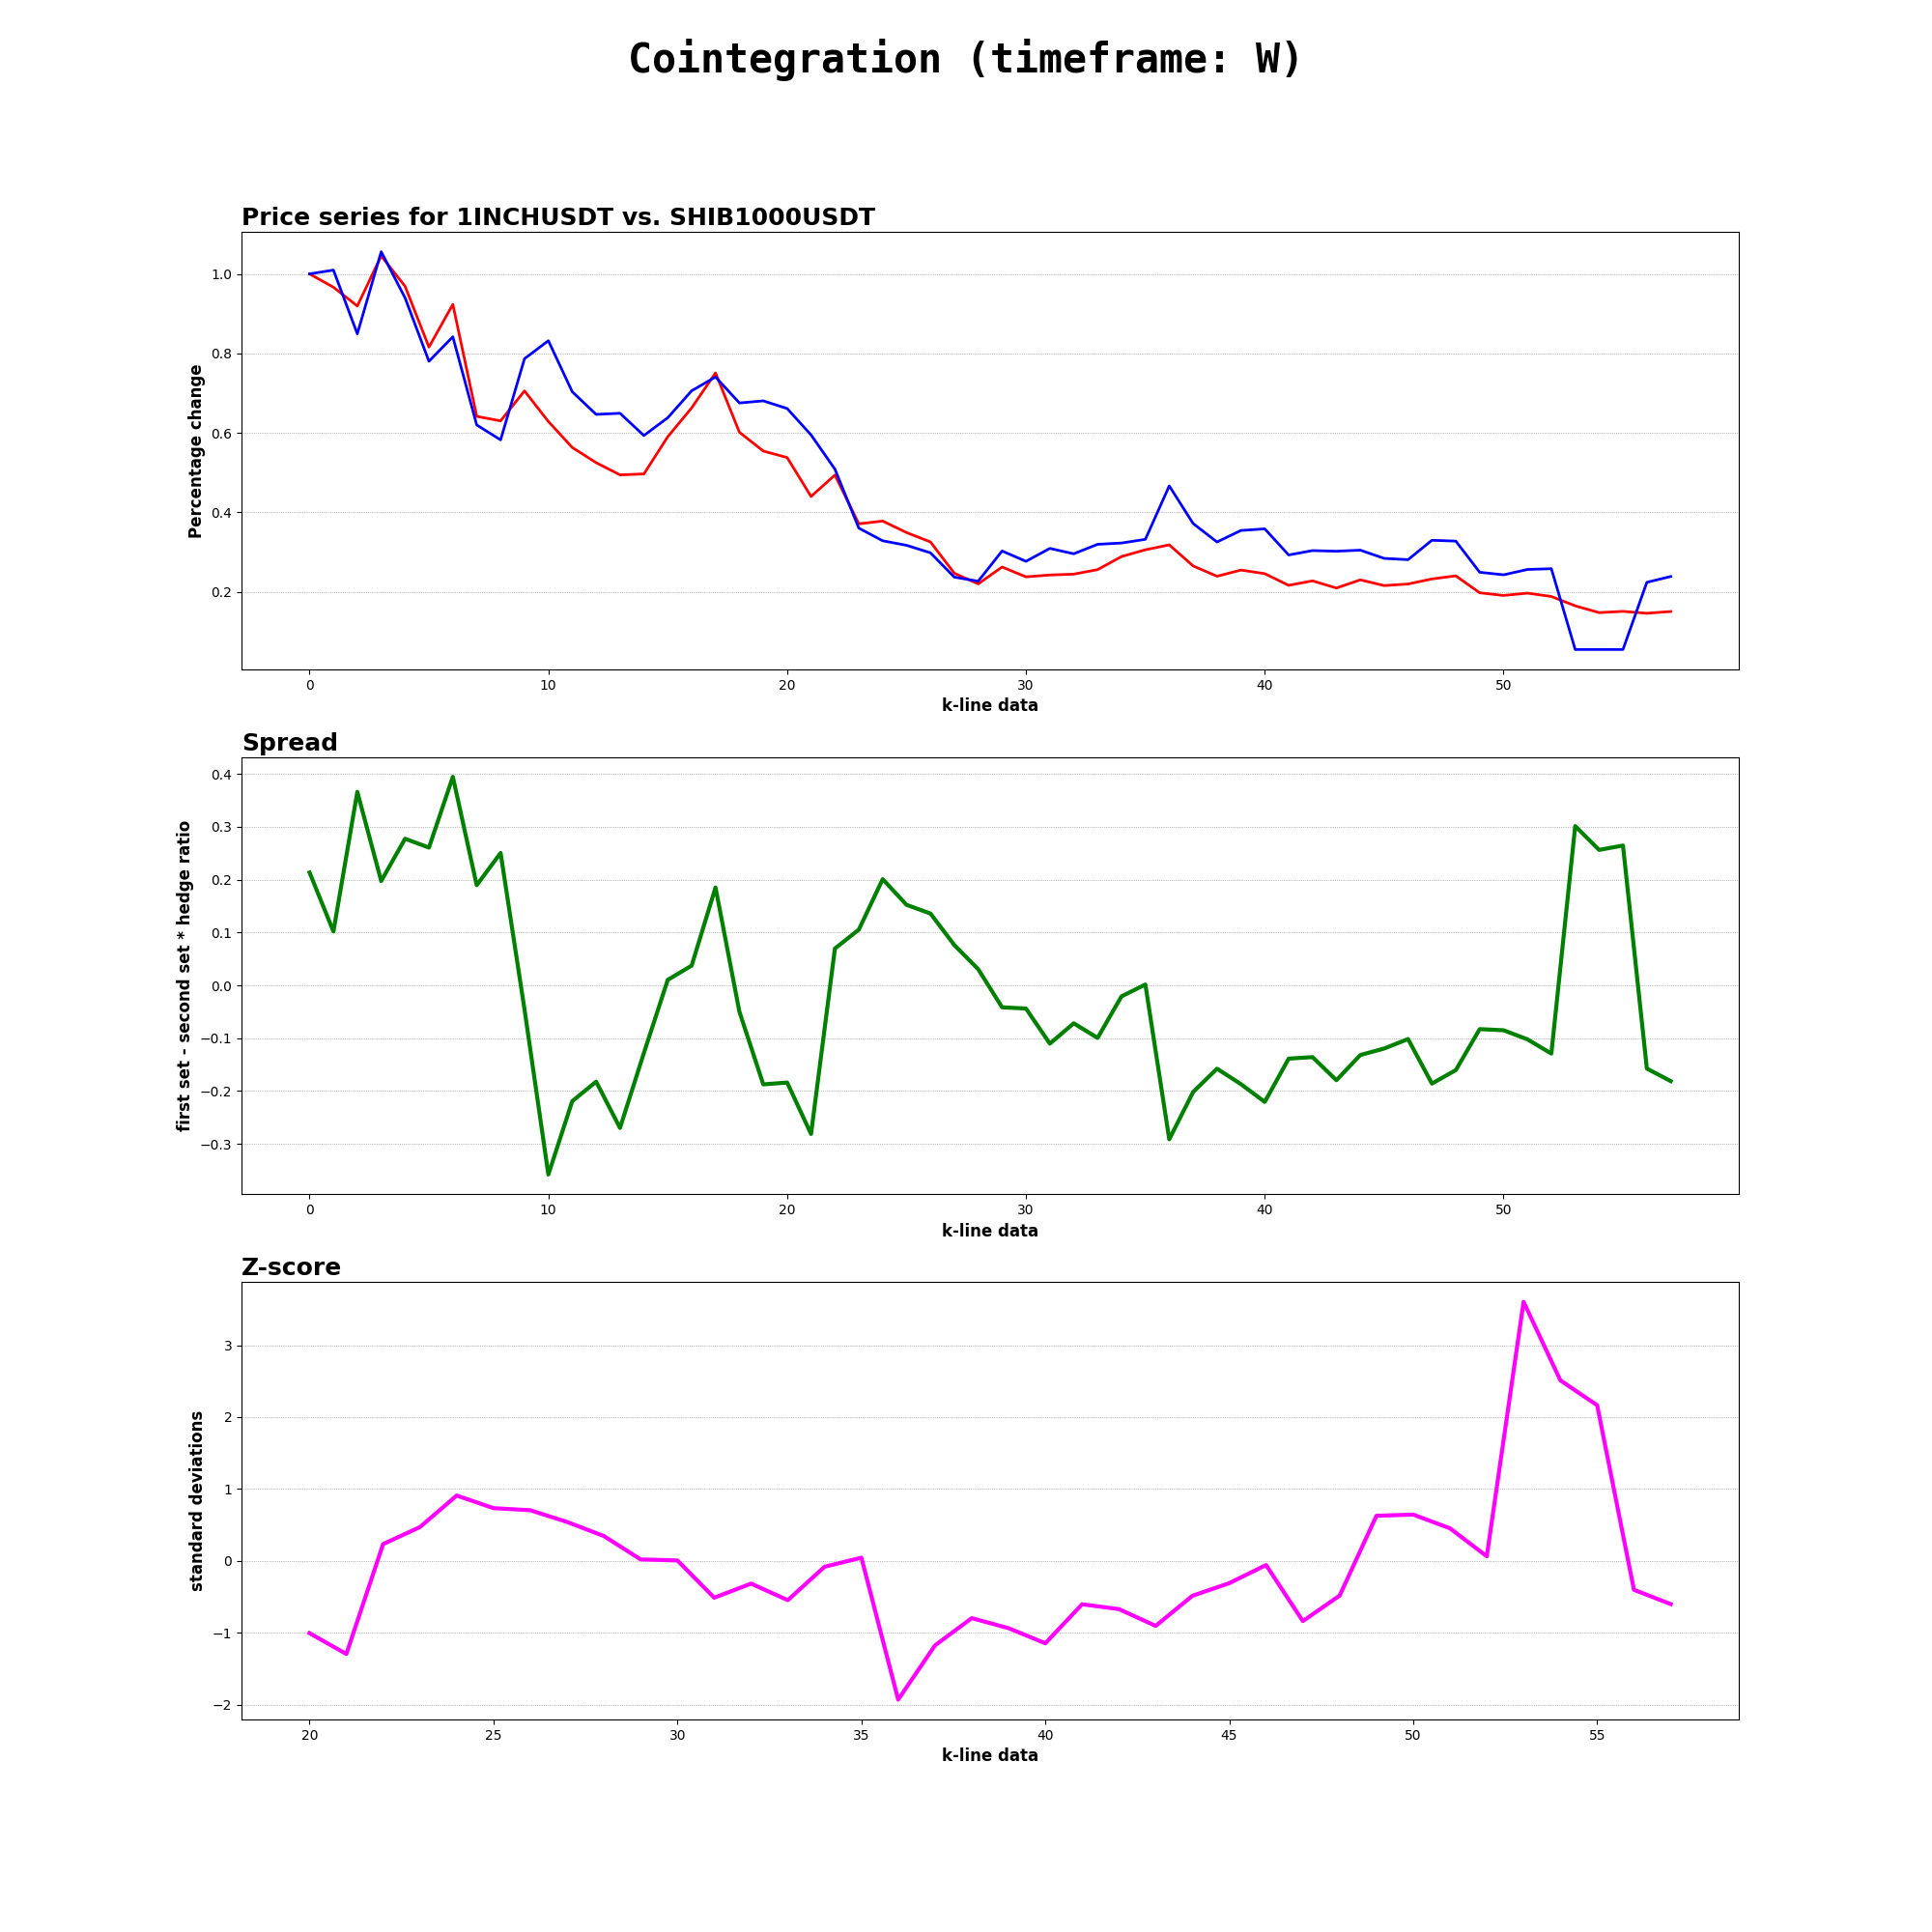 Cointegration (timeframe: W)
Price series for 1INCHUSDT vs. SHIB1000USDT
Percentage change
1.0
0.8
0.6
0.4
0.2
0 10 20 30 40 50
k-line data
Spread
first set - second set * hedge ratio
0.4
0.3
0.2
0.1
0.0
−0.1
−0.2
−0.3
0 10 20 30 40 50
k-line data
Z-score
standard deviations
3
2
1
0
−1
−2
20 25 30 35 40 45 50 55
k-line data